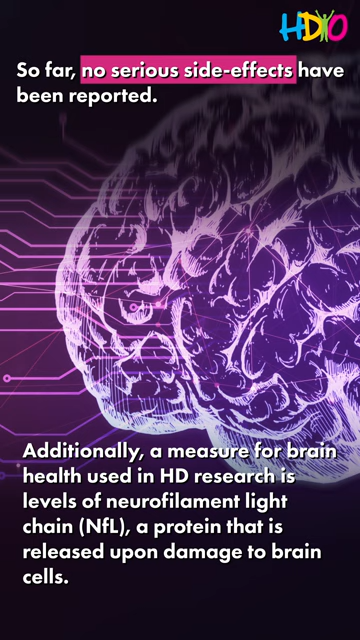 HDYO
So far, no serious side-effects have
been reported.
Additionally, a measure for brain
health used in HD research is
levels of neurofilament light
chain (NfL), a protein that is
released upon damage to brain
cells.